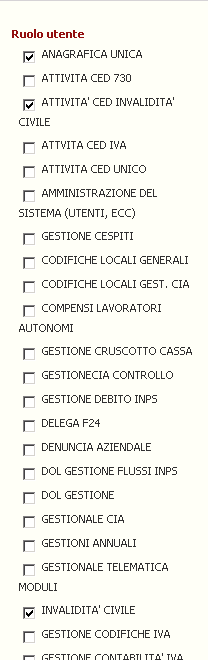 Ruolo utente
ANAGRAFICA UNICA
ATTIVITA CED 730
ATTIVITA' CED INVALIDITA'
CIVILE
ATTVITA CED IVA
ATTIVITA CED UNICO
AMMINISTRAZIONE DEL
SISTEMA (UTENTI, ECC)
GESTIONE CESPITI
CODIFICHE LOCALI GENERALI
CODIFICHE LOCALI GEST. CIA
COMPENSI LAVORATORI
AUTONOMI
GESTIONE CRUSCOTTO CASSA
GESTIONECIA CONTROLLO
GESTIONE DEBITO INPS
DELEGA F24
DENUNCIA AZIENDALE
DOL GESTIONE FLUSSI INPS
DOL GESTIONE
GESTIONALE CIA
GESTIONI ANNUALI
GESTIONALE TELEMATICA
MODULI
INVALIDITA' CIVILE
GESTIONE CODIFICHE IVA
GESTIONE CONTABILITA' IVA